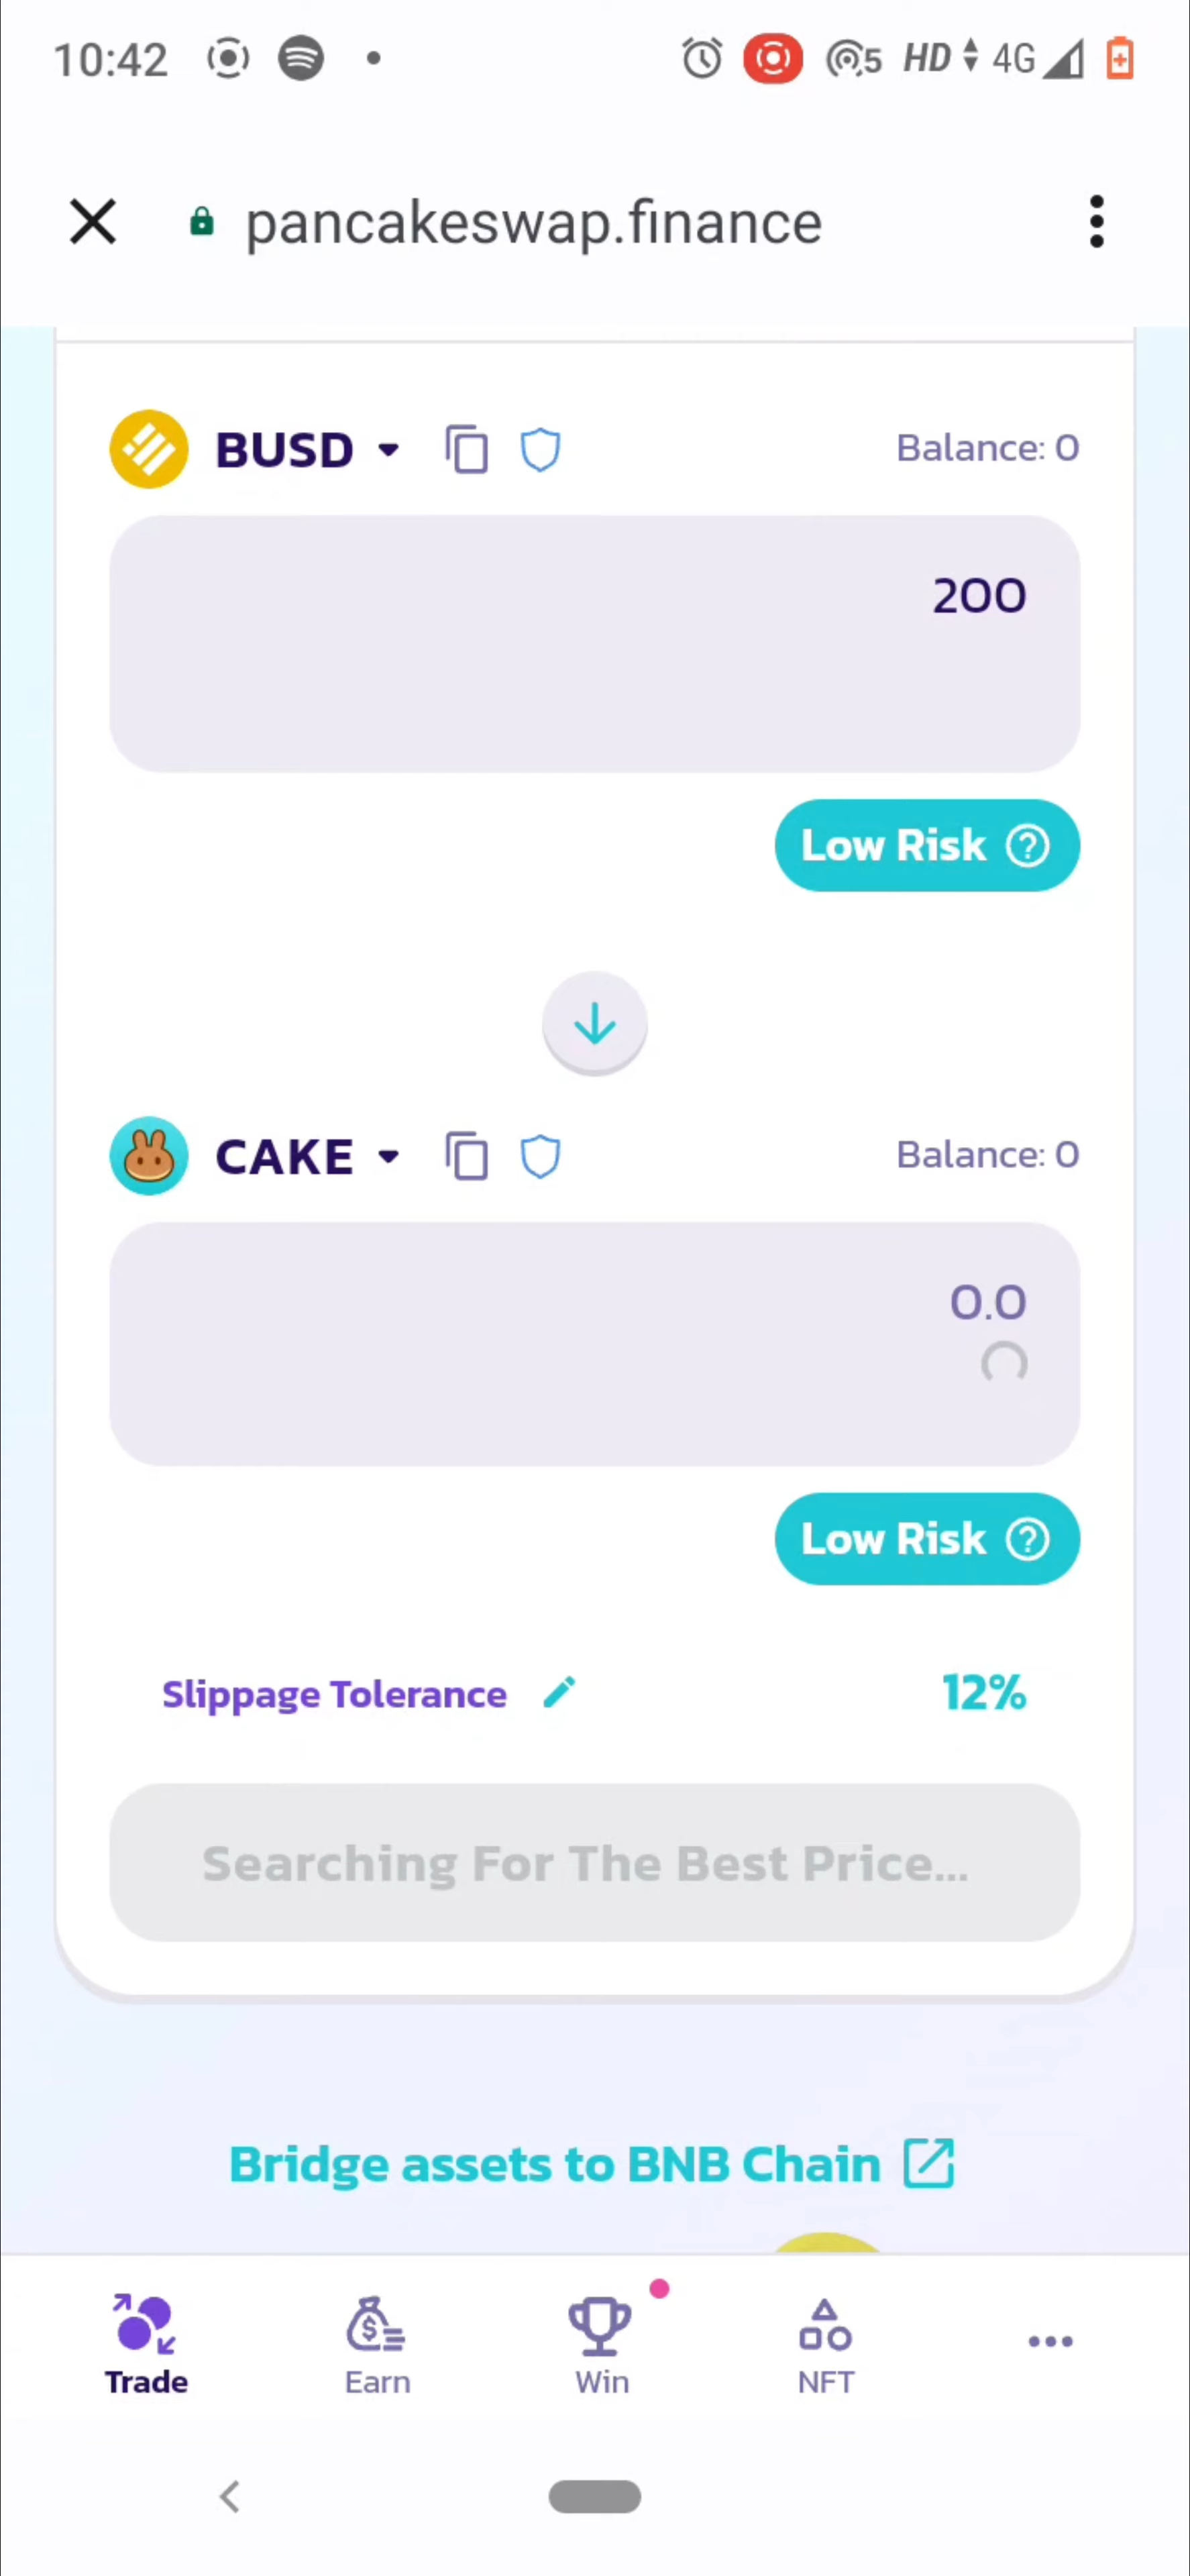 10:42
5 HD 4G
pancakeswap.finance
BUSD Balance: 0
200
Low Risk ?
CAKE Balance: 0
0.0
Low Risk ?
Slippage Tolerance 12%
Searching For The Best Price...
Bridge assets to BNB Chain
Trade Earn Win NFT